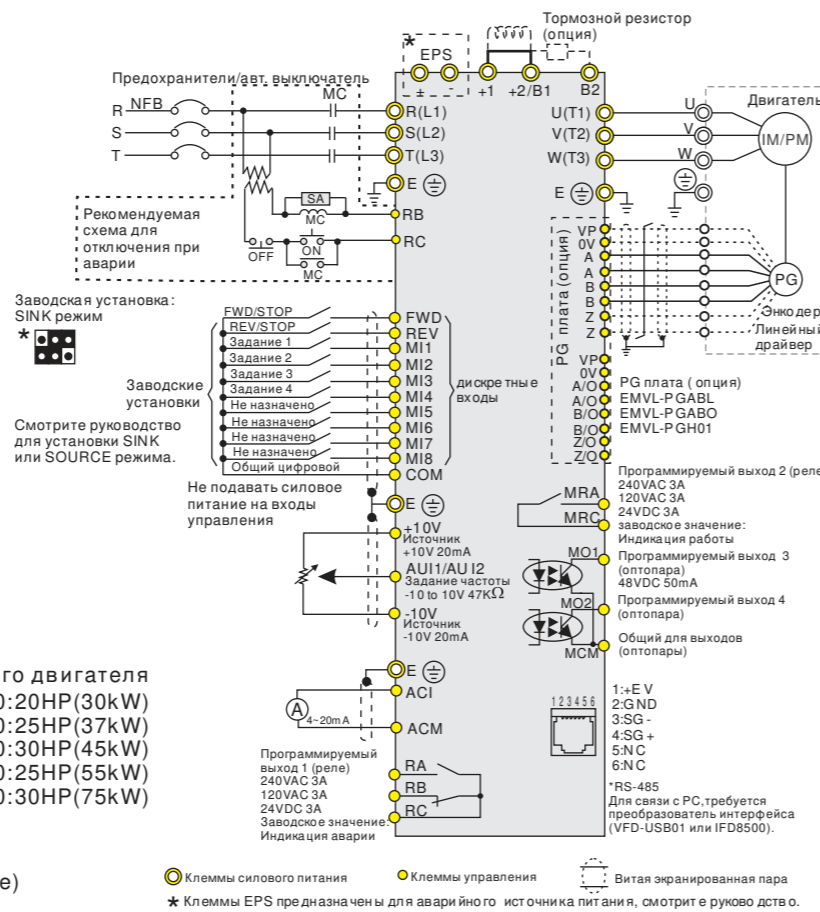 Тормозной резистор
(опция)
* EPS
+ - +1 +2/B1 B2
Предохранители/авт. выключатель
MC
R NFB
S
T
R(L1)
S(L2)
T(L3)
E
SA
MC
RB
OFF
ON
MC
RC
Рекомендуемая
схема для
отключения при
аварии
U(T1) U
V(T2) V
W(T3) W
E
Двигатель
IM/PM
PG
Энкодер
Линейный
драйвер
PG плата (опция)
VP
0V
A
A
B
B
Z
Z
VP
0V
A/O
A/O
B/O
B/O
Z/O
Z/O
PG плата ( опция)
EMVL-PGABL
EMVL-PGABO
EMVL-PGH01
Заводская установка:
SINK режим
*
Заводские
установки
Смотрите руководство
для установки SINK
или SOURCE режима.
FWD/STOP FWD
REV/STOP REV
Задание 1 MI1
Задание 2 MI2
Задание 3 MI3
Задание 4 MI4
Не назначено MI5
Не назначено MI6
Не назначено MI7
Не назначено MI8
Общий цифровой COM
дискретные
входы
Не подавать силовое
питание на входы
управления
E
+10V
Источник
+10V 20mA
AUI1/AUI2
Задание частоты
-10 to 10V 47KΩ
-10V
Источник
-10V 20mA
E
ACI
A
4~20mA
ACM
Программируемый
выход 1 (реле)
240VAC 3A
120VAC 3A
24VDC 3A
Заводское значение:
Индикация аварии
RA
RB
RC
MRA
MRC
Программируемый выход 2 (реле
240VAC 3A
120VAC 3A
24VDC 3A
заводское значение:
Индикация работы
MO1
Программируемый выход 3
(оптопара)
48VDC 50mA
MO2
Программируемый выход 4
(оптопара)
MCM
Общий для выходов
(оптопары)
123456
1:+EV
2:GND
3:SG-
4:SG+
5:NC
6:NC
*RS-485
Для связи с PC,требуется
преобразователь интерфейса
(VFD-USB01 или IFD8500).
го двигателя
0:20HP(30kW)
0:25HP(37kW)
0:30HP(45kW)
0:25HP(55kW)
0:30HP(75kW)
е)
Клеммы силового питания
Клеммы управления
Витая экранированная пара
* Клеммы EPS предназначены для аварийного источника питания, смотрите руководство.